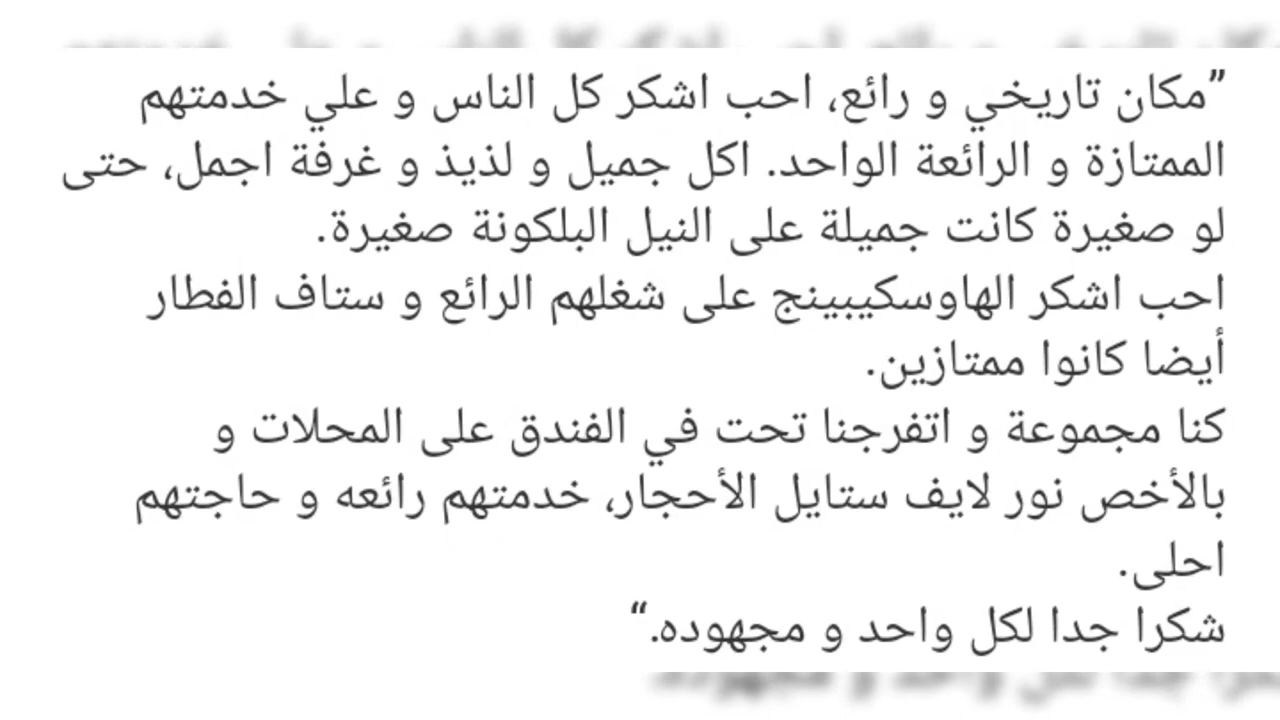 ”مكان تاريخي و رائع، احب اشكر كل الناس و علي خدمتهم
الممتازة و الرائعة الواحد. اكل جميل و لذيذ و غرفة اجمل، حتى
لو صغيرة كانت جميلة على النيل البلكونة صغيرة.
احب اشكر الهاوسكيبينج على شغلهم الرائع و ستاف الفطار
أيضا كانوا ممتازين.
كنا مجموعة و اتفرجنا تحت في الفندق على المحلات و
بالأخص نور لايف ستايل الأحجار، خدمتهم رائعه و حاجتهم
احلى.
شكرا جدا لكل واحد و مجهوده.“